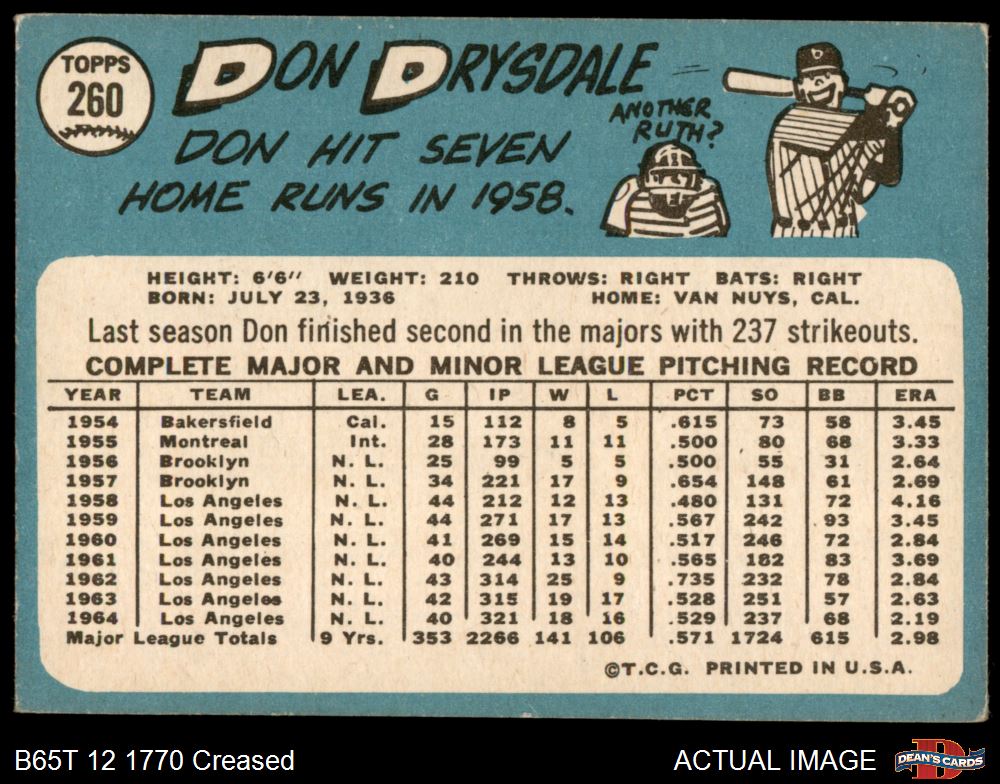 TOPPS
260
DON DRYSDALE
DON HIT SEVEN
HOME RUNS IN 1958.
ANOTHER
RUTH?
HEIGHT: 6'6" WEIGHT: 210 THROWS: RIGHT BATS: RIGHT
BORN: JULY 23, 1936 HOME: VAN NUYS, CAL.
Last season Don finished second in the majors with 237 strikeouts.
COMPLETE MAJOR AND MINOR LEAGUE PITCHING RECORD
YEAR TEAM LEA. G IP W L PCT SO BB ERA
1954 Bakersfield Cal. 15 112 8 5 .615 73 58 3.45
1955 Montreal Int. 28 173 11 11 .500 80 68 3.33
1956 Brooklyn N. L. 25 99 5 5 .500 55 31 2.64
1957 Brooklyn N. L. 34 221 17 9 .654 148 61 2.69
1958 Los Angeles N. L. 44 212 12 13 .480 131 72 4.16
1959 Los Angeles N. L. 44 271 17 13 .567 242 93 3.45
1960 Los Angeles N. L. 41 269 15 14 .517 246 72 2.84
1961 Los Angeles N. L. 40 244 13 10 .565 182 83 3.69
1962 Los Angeles N. L. 43 314 25 9 .735 232 78 2.84
1963 Los Angeles N. L. 42 315 19 17 .528 251 57 2.63
1964 Los Angeles N. L. 40 321 18 16 .529 237 68 2.19
Major League Totals 9 Yrs. 353 2266 141 106 .571 1724 615 2.98
©T.C.G. PRINTED IN U.S.A.
B65T 12 1770 Creased ACTUAL IMAGE DEAN'S CARDS